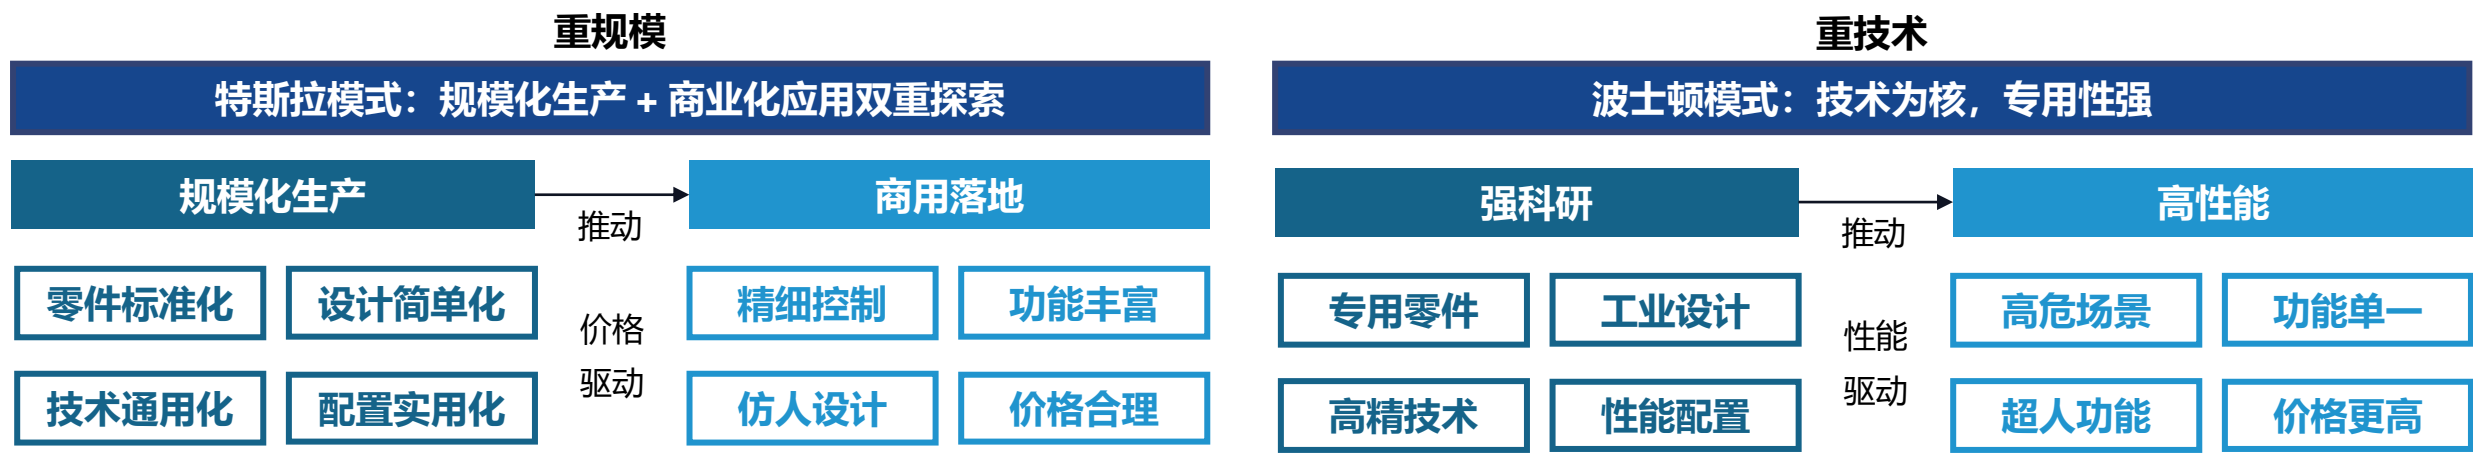 重规模
特斯拉模式：规模化生产 + 商业化应用双重探索
规模化生产
推动
商用落地
零件标准化
设计简单化
技术通用化
配置实用化
价格
驱动
精细控制
功能丰富
仿人设计
价格合理
重技术
波士顿模式：技术为核，专用性强
强科研
推动
高性能
专用零件
工业设计
高精技术
性能配置
性能
驱动
高危场景
功能单一
超人功能
价格更高